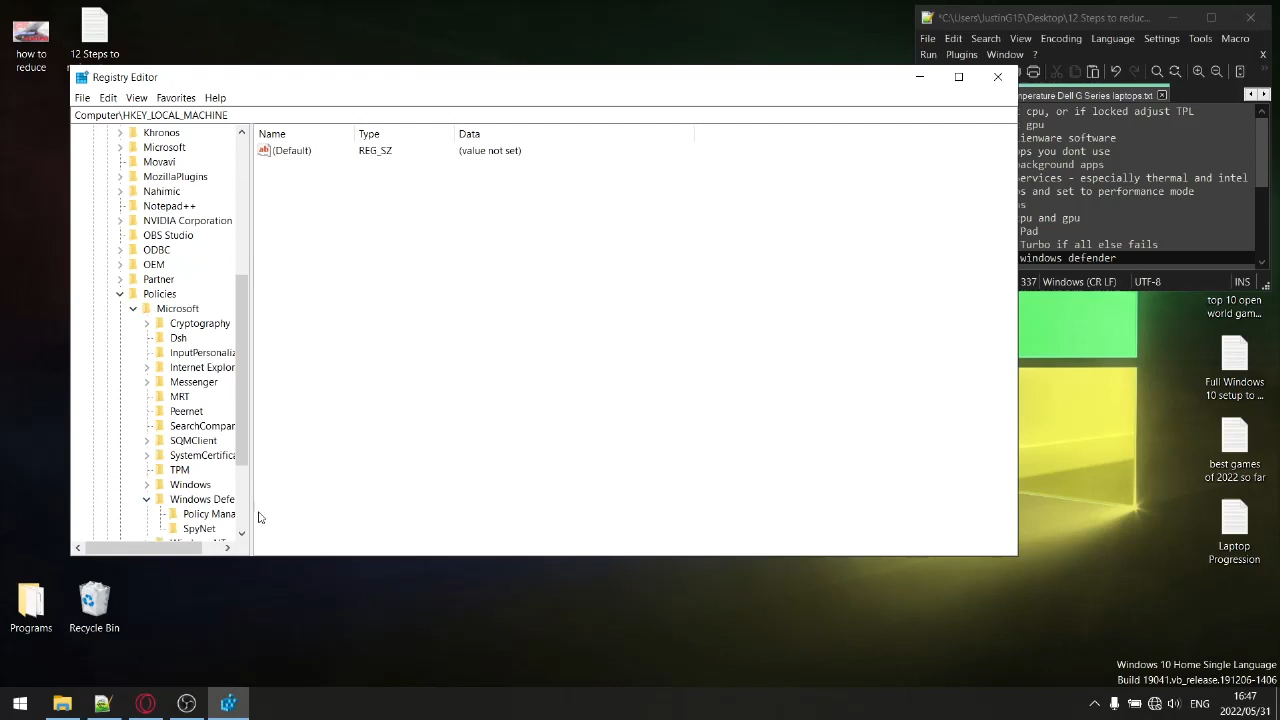 how to
reduce
12 Steps to
*C:\Users\JustinG15\Desktop\12 Steps to reduc...
File Edit Search View Encoding Language Settings Tools Macro
Run Plugins Window ?
X
mperature Dell G Series laptops.txt
cpu, or if locked adjust TPL
gpu
lienware software
pps you dont use
background apps
services - especially thermal and intel
s and set to performance mode
us
cpu and gpu
Pad
Turbo if all else fails
windows defender
337 Windows (CR LF) UTF-8 INS
Registry Editor
File Edit View Favorites Help
Computer\HKEY_LOCAL_MACHINE
Name Type Data
ab (Default) REG_SZ (value not set)
Khronos
Microsoft
Movavi
MozillaPlugins
Nahimic
Notepad++
NVIDIA Corporation
OBS Studio
ODBC
OEM
Partner
Policies
Microsoft
Cryptography
Dsh
InputPersonaliz
Internet Explor
Messenger
MRT
Peernet
SearchCompan
SQMClient
SystemCertifica
TPM
Windows
Windows Defe
Policy Mana
SpyNet
top 10 open
world gam...
Full Windows
10 setup to ...
best games
of 2022 so far
Laptop
Progression
Programs
Recycle Bin
Windows 10 Home Single Language
Build 19041.vb_release.191206-1406
ENG
16:47
2022/05/31